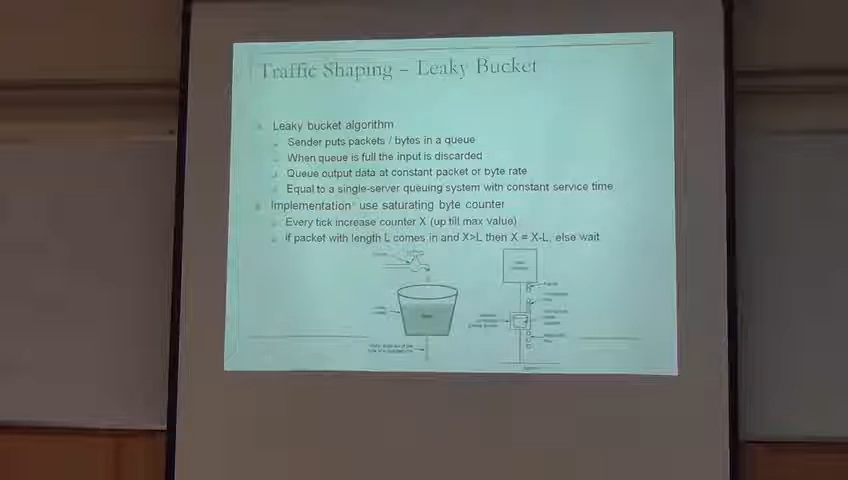 Traffic Shaping – Leaky Bucket
Leaky bucket algorithm
Sender puts packets / bytes in a queue
When queue is full the input is discarded
Queue output data at constant packet or byte rate
Equal to a single-server queuing system with constant service time
Implementation: use saturating byte counter
Every tick increase counter X (up till max value)
If packet with length L comes in and X>L then X = X-L, else wait